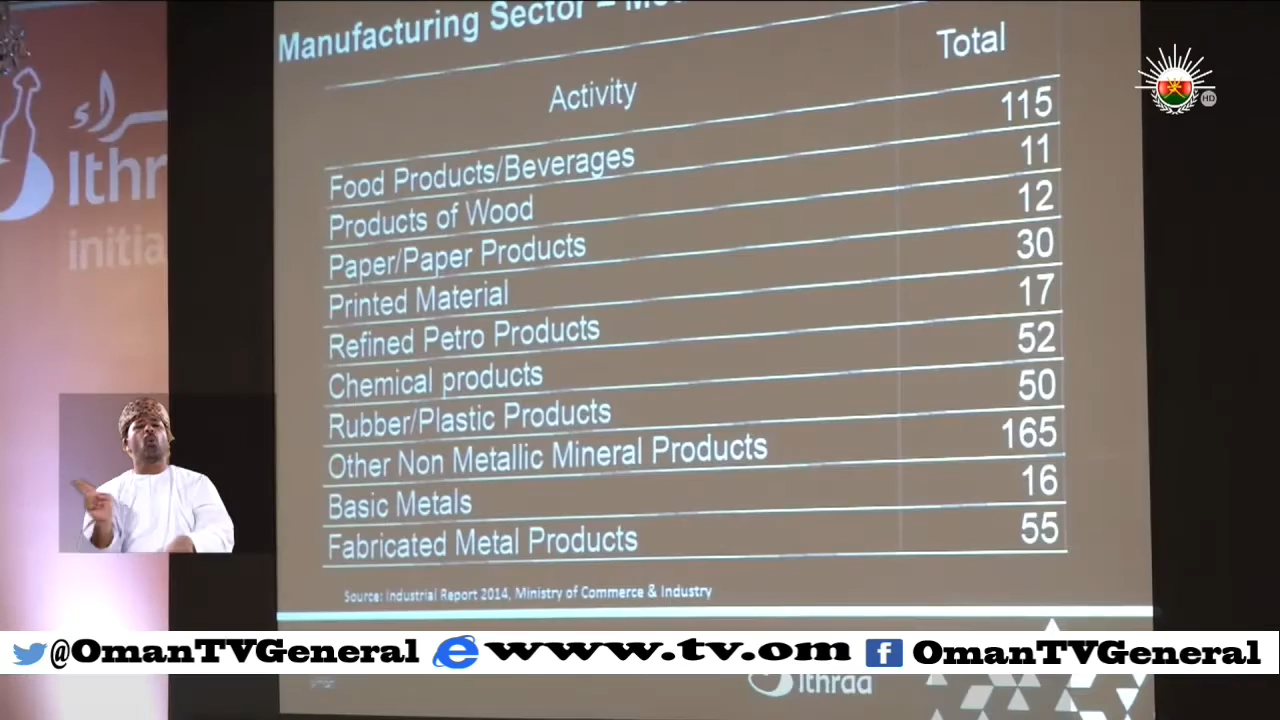 Manufacturing Sector –
Activity Total
Food Products/Beverages 115
Products of Wood 11
Paper/Paper Products 12
Printed Material 30
Refined Petro Products 17
Chemical products 52
Rubber/Plastic Products 50
Other Non Metallic Mineral Products 165
Basic Metals 16
Fabricated Metal Products 55
Source: Industrial Report 2014, Ministry of Commerce & Industry
HD
راء
Ithr
initia
@OmanTVGeneral www.tv.om OmanTVGeneral
Ithraa